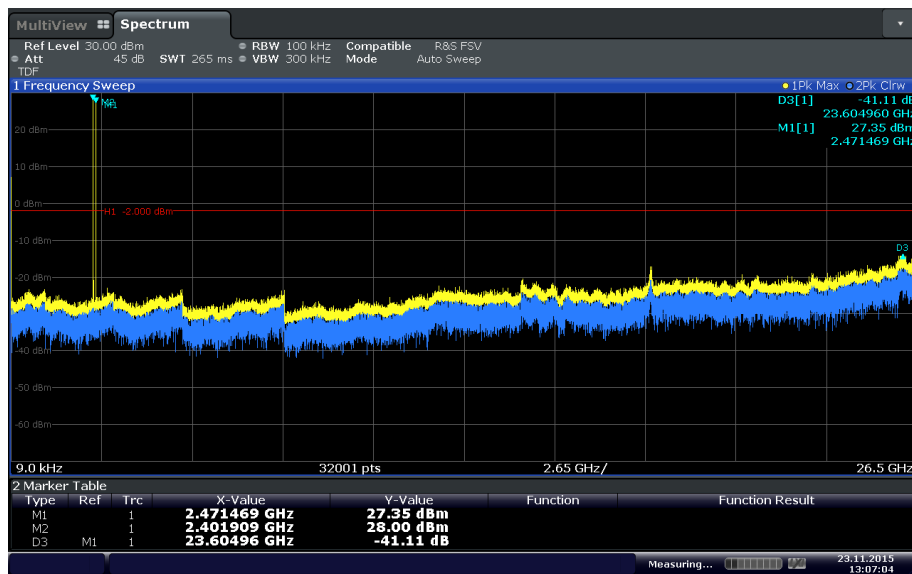 MultiView Spectrum
Ref Level 30.00 dBm RBW 100 kHz Compatible R&S FSV
Att 45 dB SWT 265 ms VBW 300 kHz Mode Auto Sweep
TDF
1 Frequency Sweep 1Pk Max 2Pk Clrw
D3[1] -41.11 dB
23.604960 GHz
M1[1] 27.35 dBm
2.471469 GHz
M1
20 dBm
10 dBm
0 dBm
H1 -2.000 dBm
-10 dBm
D3
-20 dBm
-40 dBm
-50 dBm
-60 dBm
9.0 kHz 32001 pts 2.65 GHz/ 26.5 GHz
2 Marker Table
Type Ref Trc X-Value Y-Value Function Function Result
M1 1 2.471469 GHz 27.35 dBm
M2 1 2.401909 GHz 28.00 dBm
D3 M1 1 23.60496 GHz -41.11 dB
Measuring... 23.11.2015
13:07:04